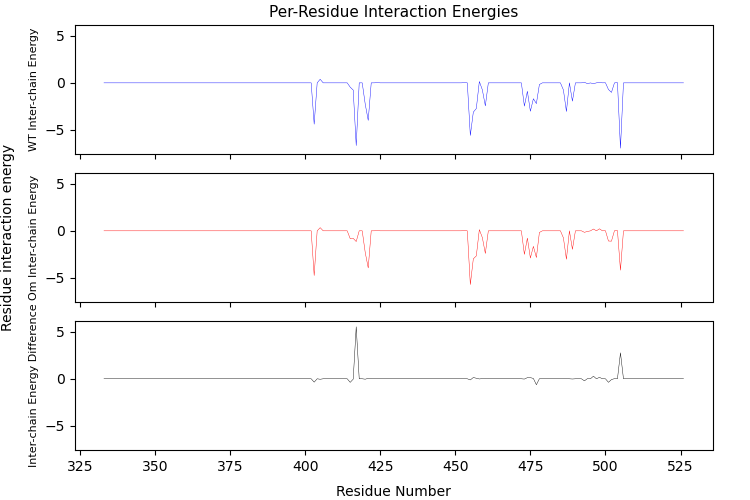 Per-Residue Interaction Energies
Residue interaction energy
WT Inter-chain Energy
5
0
−5
Om Inter-chain Energy
5
0
−5
Inter-chain Energy Difference
5
0
−5
325 350 375 400 425 450 475 500 525
Residue Number